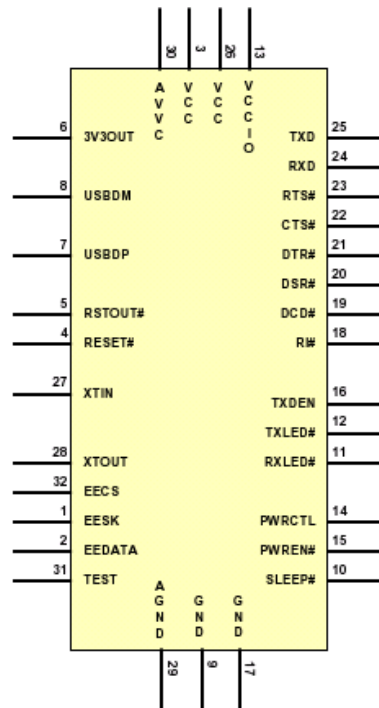 30 3 26 13
AVVC VCC VCC VCCIO
6 3V3OUT TXD 25
RXD 24
8 USBDM RTS# 23
CTS# 22
7 USBDP DTR# 21
DSR# 20
5 RSTOUT# DCD# 19
4 RESET# RI# 18
27 XTIN
TXDEN 16
TXLED# 12
28 XTOUT RXLED# 11
32 EECS
1 EESK PWRCTL 14
2 EEDATA PWREN# 15
31 TEST SLEEP# 10
AGND GND GND
29 9 17